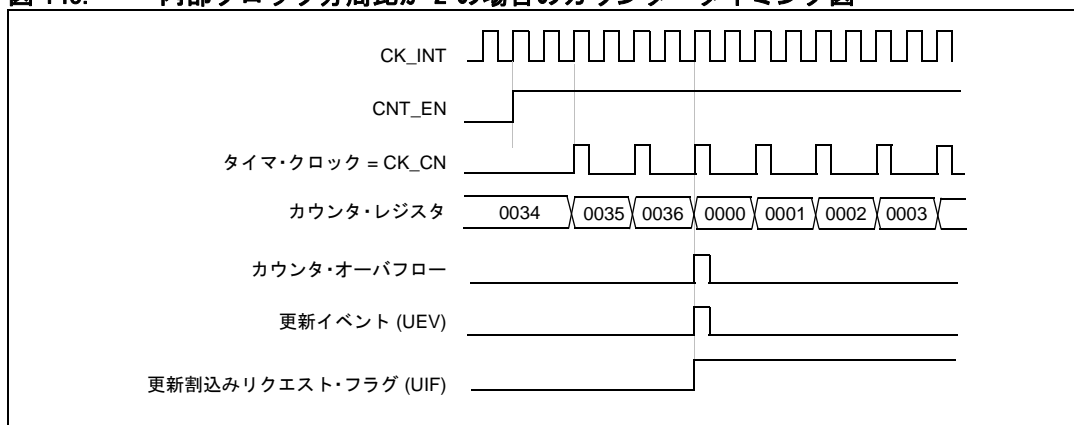 CK_INT
CNT_EN
タイマ･クロック = CK_CN
カウンタ･レジスタ 0034 0035 0036 0000 0001 0002 0003
カウンタ･オーバフロー
更新イベント (UEV)
更新割込みリクエスト･フラグ (UIF)